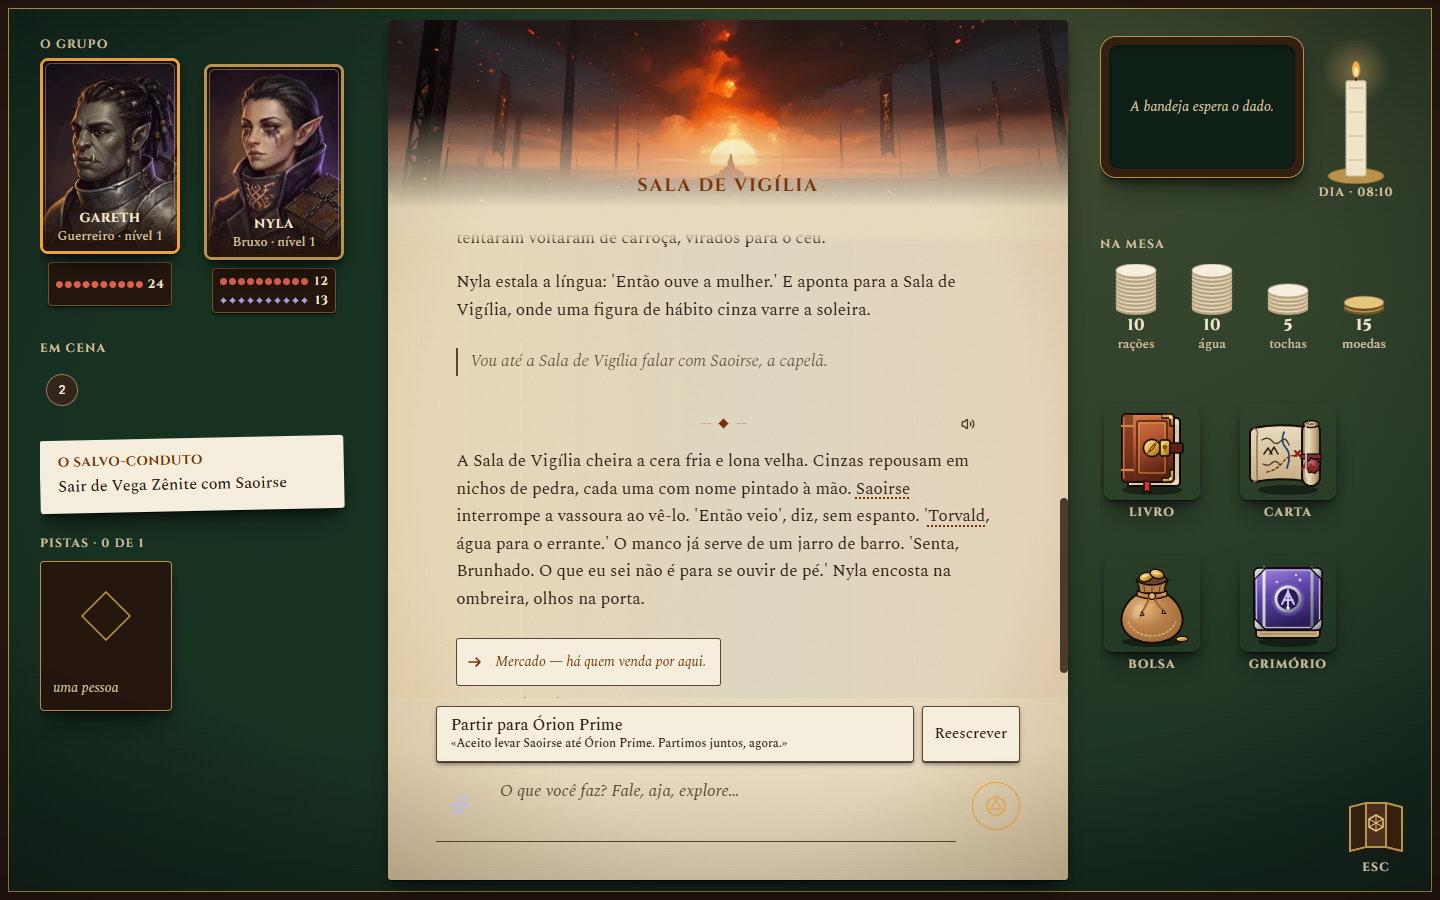 O GRUPO
GARETH
Guerreiro · nível 1
24
NYLA
Bruxo · nível 1
12
13
EM CENA
2
O SALVO-CONDUTO
Sair de Vega Zênite com Saoirse
PISTAS · 0 DE 1
uma pessoa
SALA DE VIGÍLIA
tentaram voltaram de carroça, virados para o céu.
Nyla estala a língua: 'Então ouve a mulher.' E aponta para a Sala de
Vigília, onde uma figura de hábito cinza varre a soleira.
Vou até a Sala de Vigília falar com Saoirse, a capelã.
A Sala de Vigília cheira a cera fria e lona velha. Cinzas repousam em
nichos de pedra, cada uma com nome pintado à mão. Saoirse
interrompe a vassoura ao vê-lo. 'Então veio', diz, sem espanto. 'Torvald,
água para o errante.' O manco já serve de um jarro de barro. 'Senta,
Brunhado. O que eu sei não é para se ouvir de pé.' Nyla encosta na
ombreira, olhos na porta.
→ Mercado — há quem venda por aqui.
Partir para Órion Prime
«Aceito levar Saoirse até Órion Prime. Partimos juntos, agora.»
Reescrever
O que você faz? Fale, aja, explore...
A bandeja espera o dado.
DIA · 08:10
NA MESA
10
rações
10
água
5
tochas
15
moedas
LIVRO
CARTA
BOLSA
GRIMÓRIO
ESC